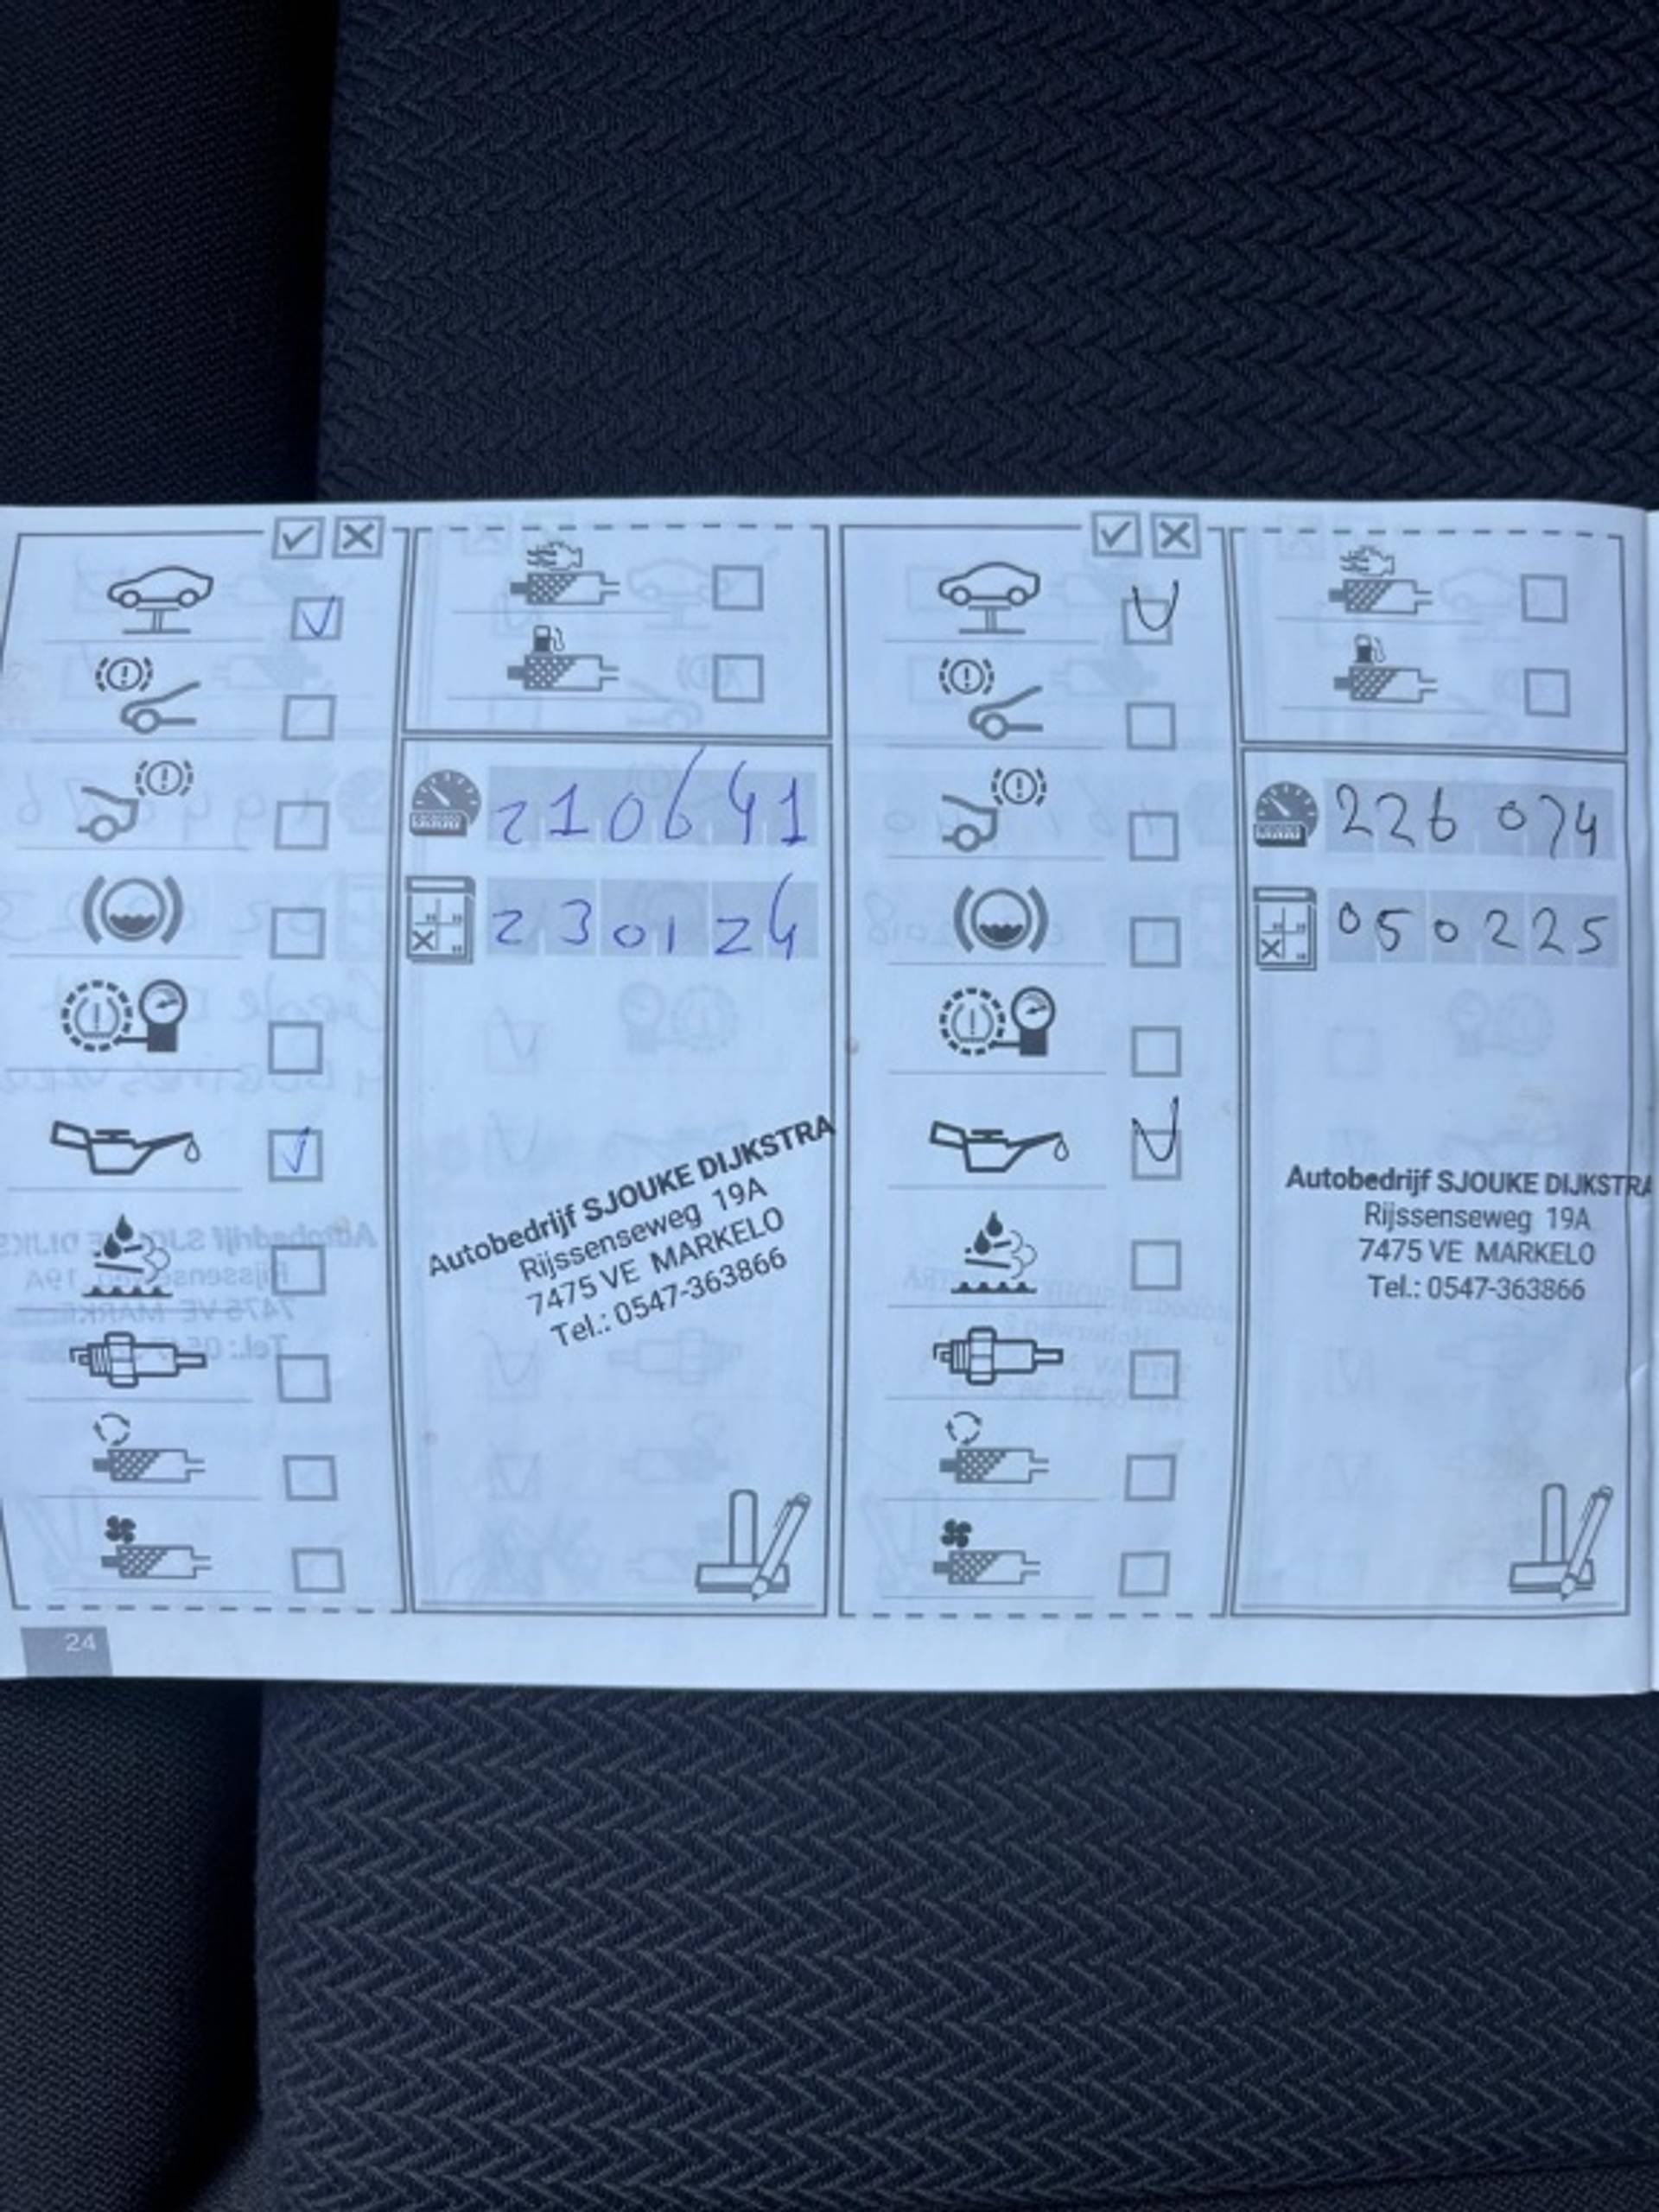 210641
230124
Autobedrijf SJOUKE DIJKSTRA
Rijssenseweg 19A
7475 VE MARKELO
Tel.: 0547-363866
226 074
050225
Autobedrijf SJOUKE DIJKSTRA
Rijssenseweg 19A
7475 VE MARKELO
Tel.: 0547-363866
24